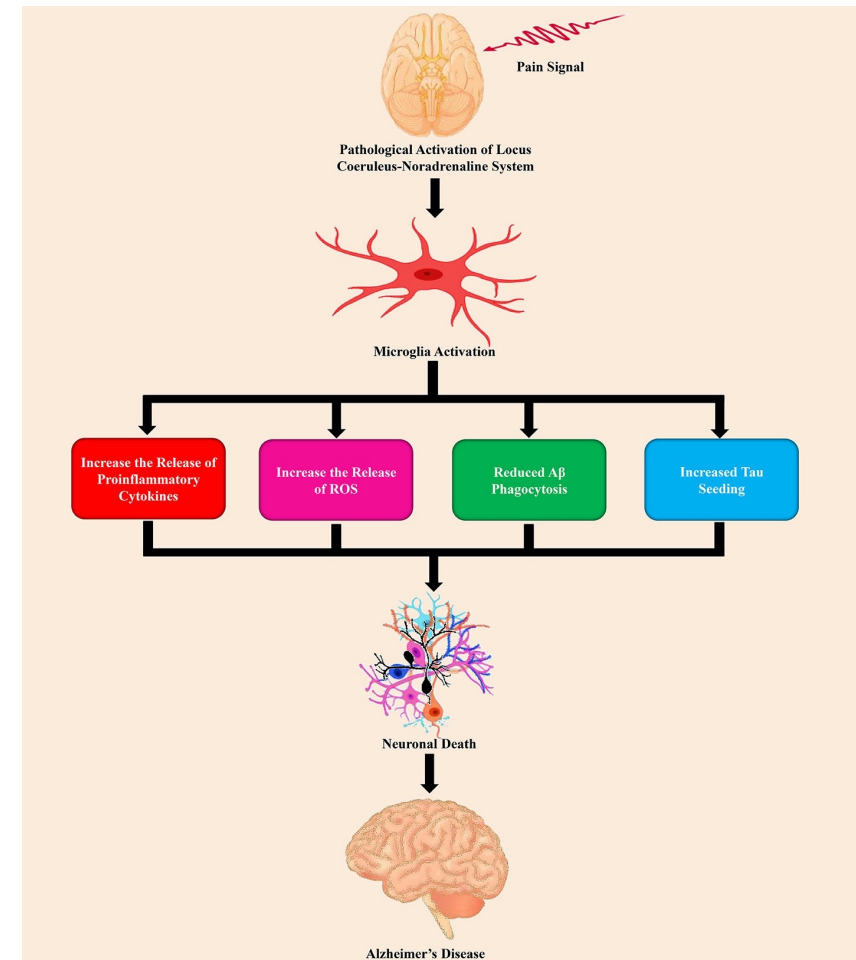 Pain Signal
Pathological Activation of Locus
Coeruleus-Noradrenaline System
Microglia Activation
Increase the Release of
Proinflammatory
Cytokines
Increase the Release
of ROS
Reduced Aβ
Phagocytosis
Increased Tau
Seeding
Neuronal Death
Alzheimer's Disease